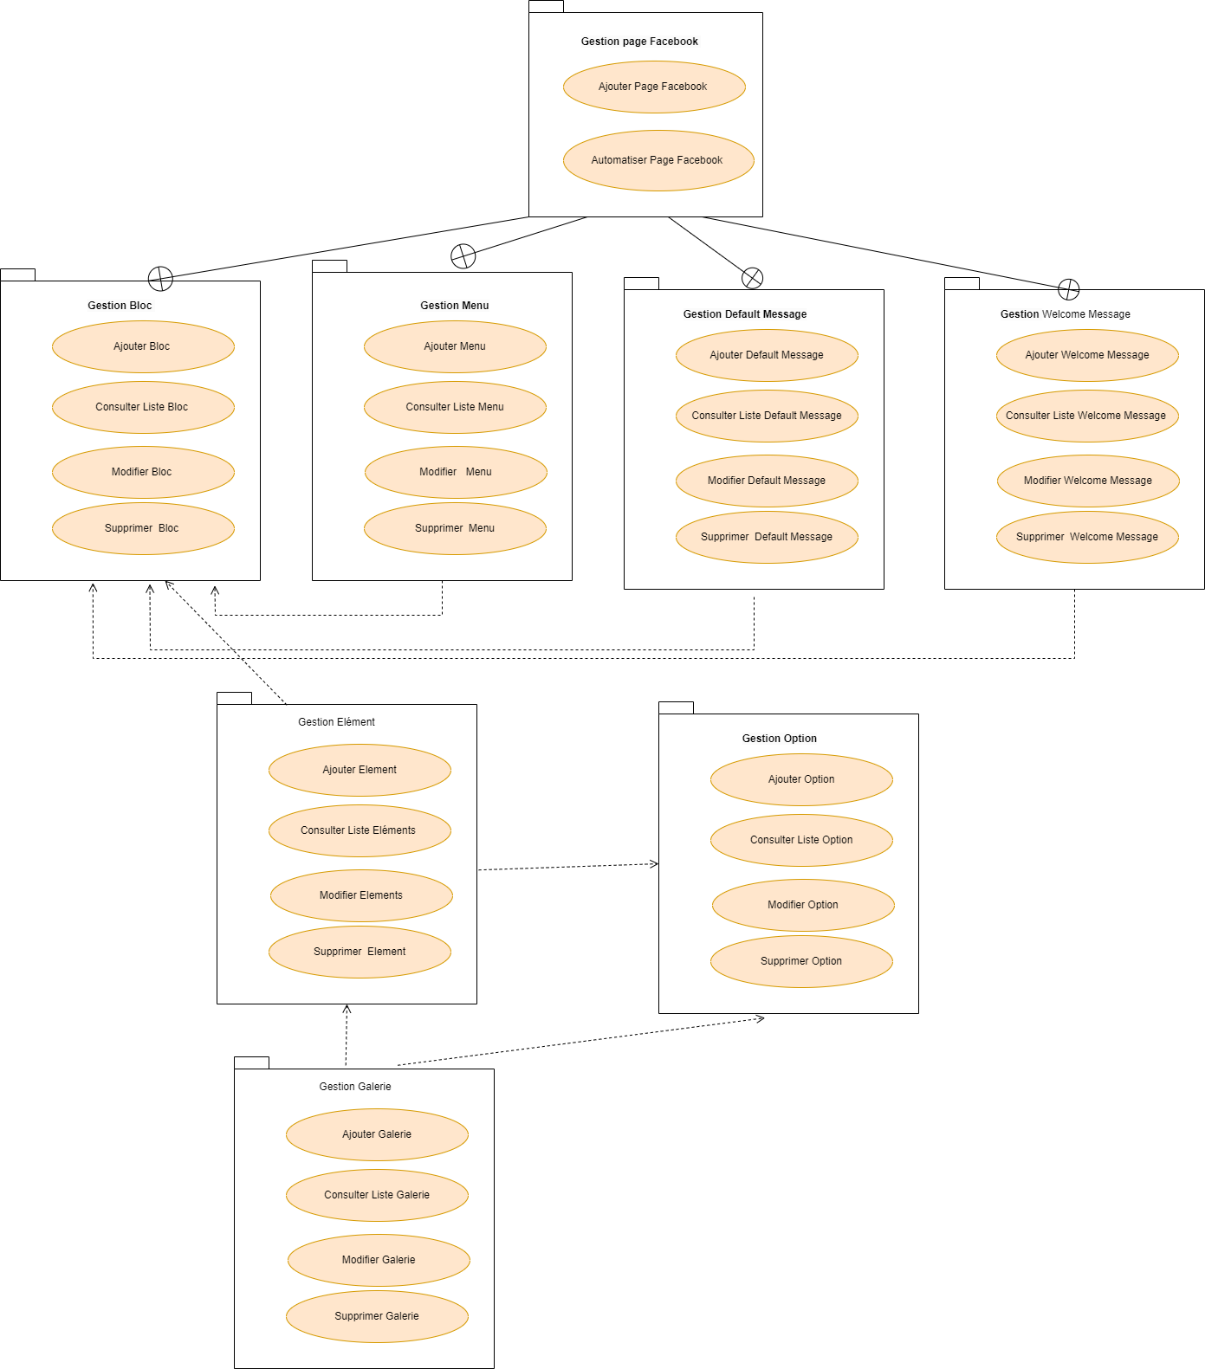 Gestion page Facebook
Ajouter Page Facebook
Automatiser Page Facebook
Gestion Bloc
Ajouter Bloc
Consulter Liste Bloc
Modifier Bloc
Supprimer  Bloc
Gestion Menu
Ajouter Menu
Consulter Liste Menu
Modifier   Menu
Supprimer  Menu
Gestion Default Message
Ajouter Default Message
Consulter Liste Default Message
Modifier Default Message
Supprimer  Default Message
Gestion Welcome Message
Ajouter Welcome Message
Consulter Liste Welcome Message
Modifier Welcome Message
Supprimer  Welcome Message
Gestion Elément
Ajouter Element
Consulter Liste Eléments
Modifier Elements
Supprimer  Element
Gestion Option
Ajouter Option
Consulter Liste Option
Modifier Option
Supprimer Option
Gestion Galerie
Ajouter Galerie
Consulter Liste Galerie
Modifier Galerie
Supprimer Galerie